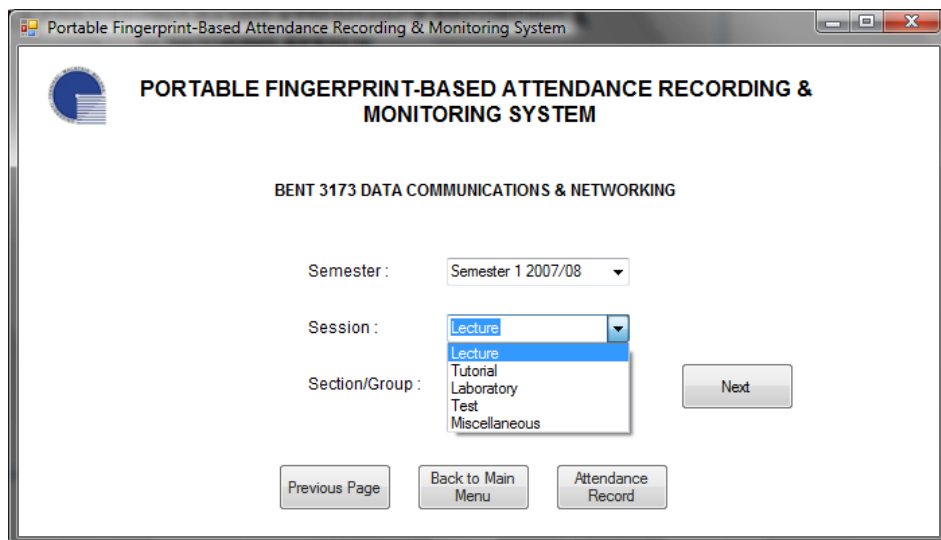 Portable Fingerprint-Based Attendance Recording & Monitoring System
PORTABLE FINGERPRINT-BASED ATTENDANCE RECORDING &
MONITORING SYSTEM
BENT 3173 DATA COMMUNICATIONS & NETWORKING
Semester : Semester 1 2007/08
Session : Lecture
Lecture
Tutorial
Section/Group : Laboratory
Next
Test
Miscellaneous
Previous Page
Back to Main
Menu
Attendance
Record